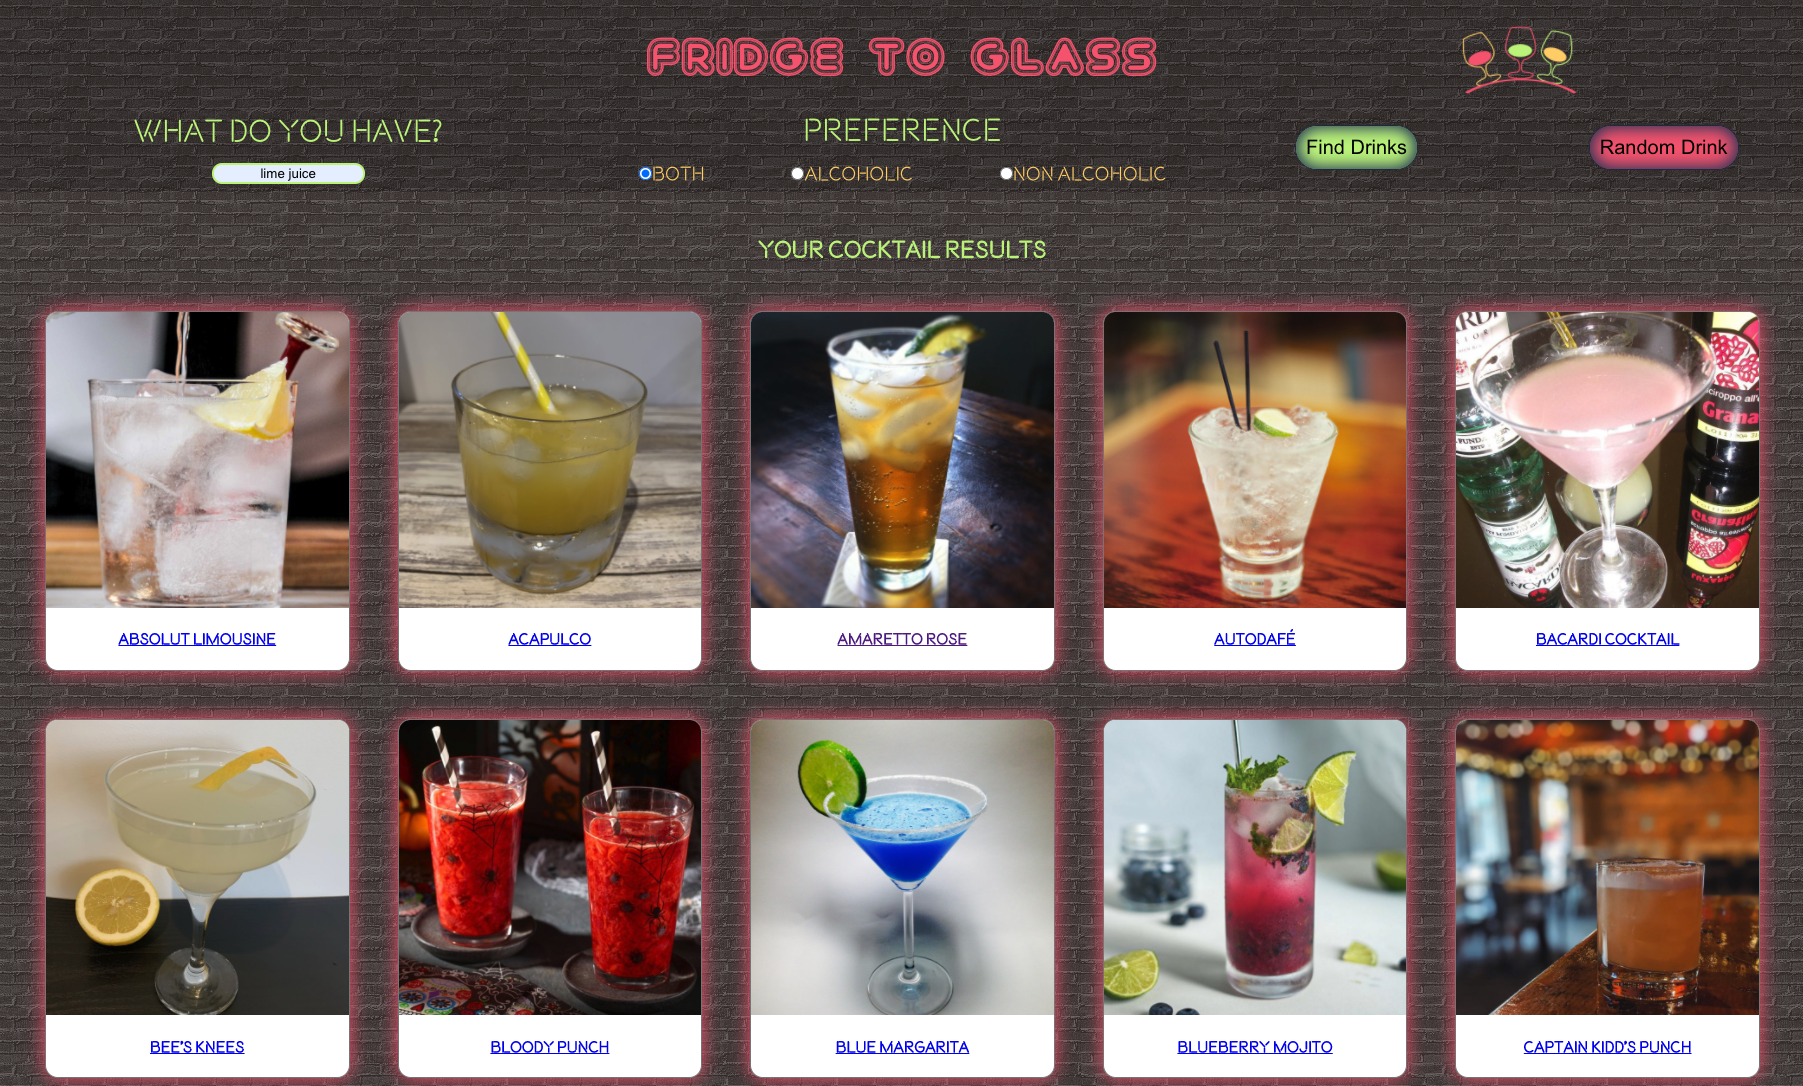 FRIDGE TO GLASS
WHAT DO YOU HAVE?
PREFERENCE
lime juice
BOTH
ALCOHOLIC
NON ALCOHOLIC
Find Drinks
Random Drink
YOUR COCKTAIL RESULTS
ABSOLUT LIMOUSINE
ACAPULCO
AMARETTO ROSE
AUTODAFÉ
BACARDI COCKTAIL
BEE'S KNEES
BLOODY PUNCH
BLUE MARGARITA
BLUEBERRY MOJITO
CAPTAIN KIDD'S PUNCH